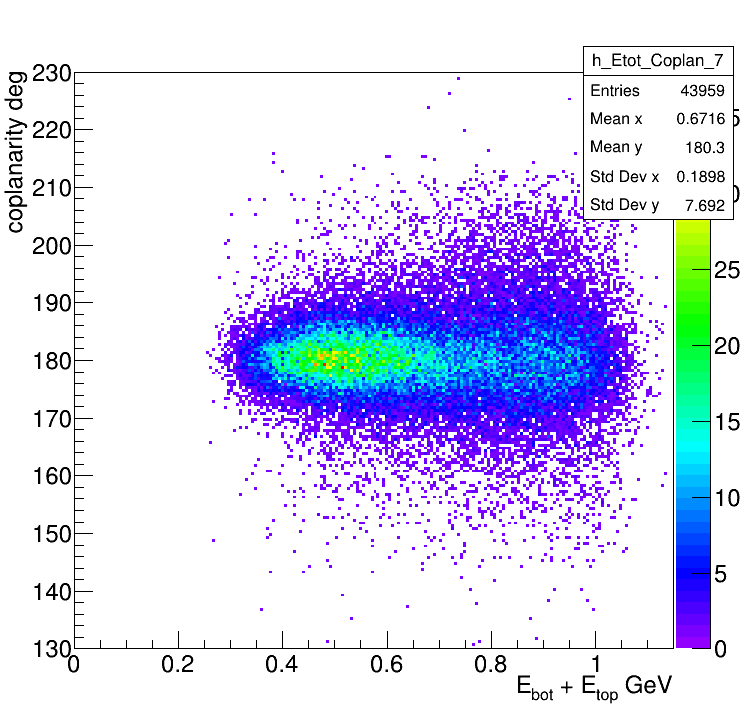 h_Etot_Coplan_7
Entries 43959
Mean x 0.6716
Mean y 180.3
Std Dev x 0.1898
Std Dev y 7.692
coplanarity deg
230
220
210
200
190
180
170
160
150
140
130
0 0.2 0.4 0.6 0.8 1
E_bot + E_top GeV
5
0
25
20
15
10
5
0